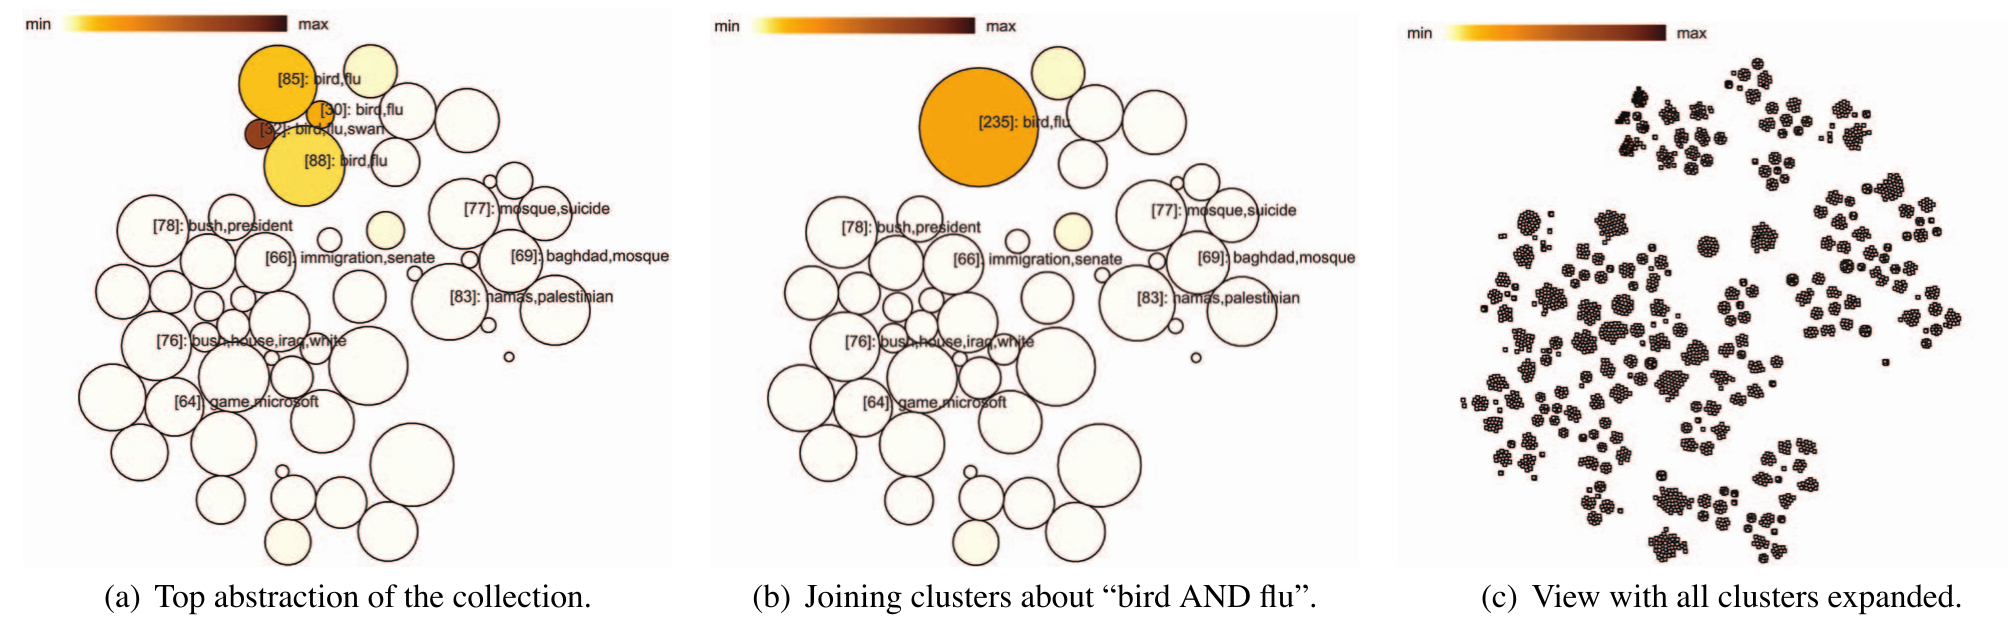 min max
[85]: bird,flu
[30]: bird,flu
[32]: bird,flu,swan
[88]: bird,flu
[77]: mosque,suicide
[78]: bush,president
[66]: immigration,senate
[69]: baghdad,mosque
[83]: hamas,palestinian
[76]: bush,house,iraq,white
[64]: game,microsoft
(a) Top abstraction of the collection.
min max
[235]: bird,flu
[77]: mosque,suicide
[78]: bush,president
[66]: immigration,senate
[69]: baghdad,mosque
[83]: hamas,palestinian
[76]: bush,house,iraq,white
[64]: game,microsoft
(b) Joining clusters about “bird AND flu”.
min max
(c) View with all clusters expanded.